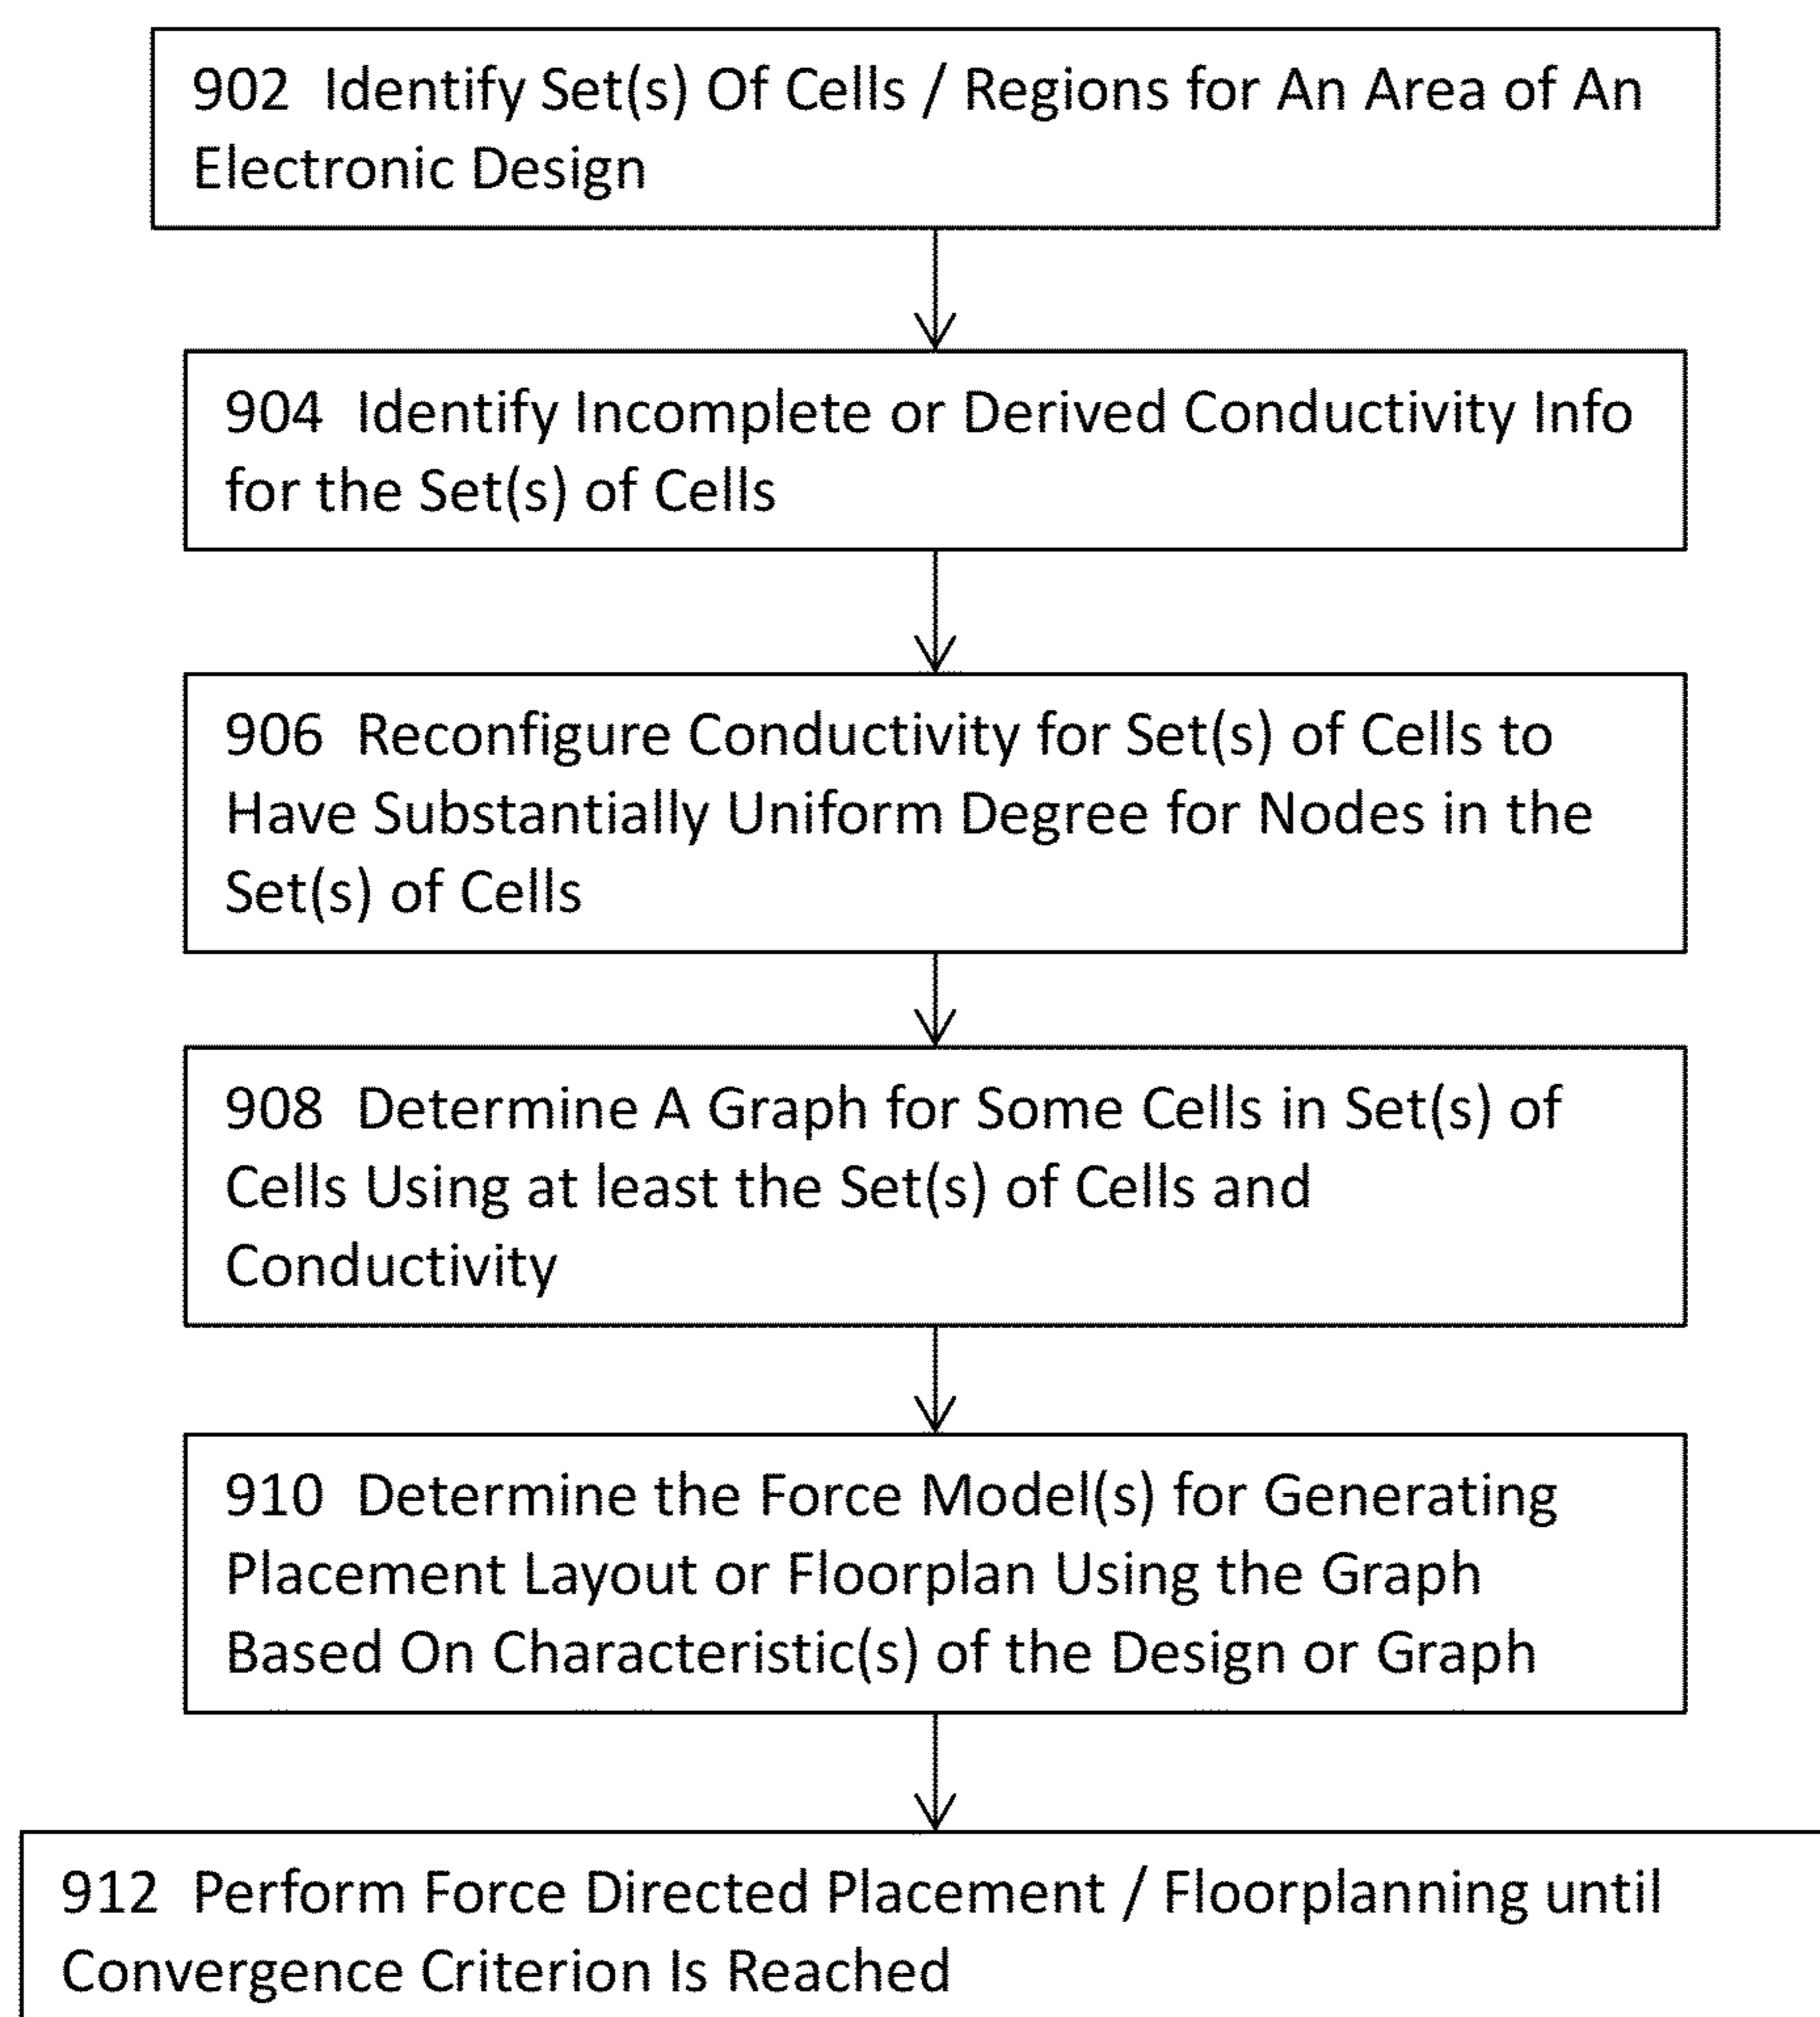 902 Identify Set(s) Of Cells / Regions for An Area of An
Electronic Design
904 Identify Incomplete or Derived Conductivity Info
for the Set(s) of Cells
906 Reconfigure Conductivity for Set(s) of Cells to
Have Substantially Uniform Degree for Nodes in the
Set(s) of Cells
908 Determine A Graph for Some Cells in Set(s) of
Cells Using at least the Set(s) of Cells and
Conductivity
910 Determine the Force Model(s) for Generating
Placement Layout or Floorplan Using the Graph
Based On Characteristic(s) of the Design or Graph
912 Perform Force Directed Placement / Floorplanning until
Convergence Criterion Is Reached